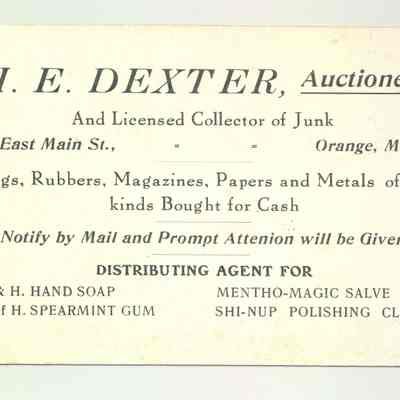 H. E. DEXTER, Auctione
And Licensed Collector of Junk
East Main St., " " Orange, M
gs, Rubbers, Magazines, Papers and Metals of
kinds Bought for Cash
Notify by Mail and Prompt Attenion will be Given
DISTRIBUTING AGENT FOR
& H. HAND SOAP MENTHO-MAGIC SALVE
f H. SPEARMINT GUM SHI-NUP POLISHING CL